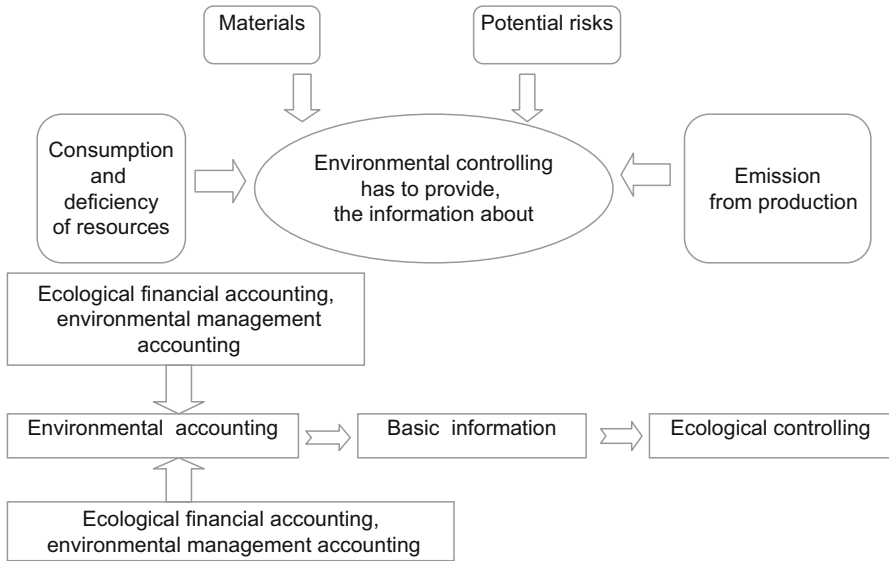 Materials
Potential risks
Consumption
and
deficiency
of resources
Environmental controlling
has to provide,
the information about
Emission
from production
Ecological financial accounting,
environmental management
accounting
Environmental accounting
Basic information
Ecological controlling
Ecological financial accounting,
environmental management accounting